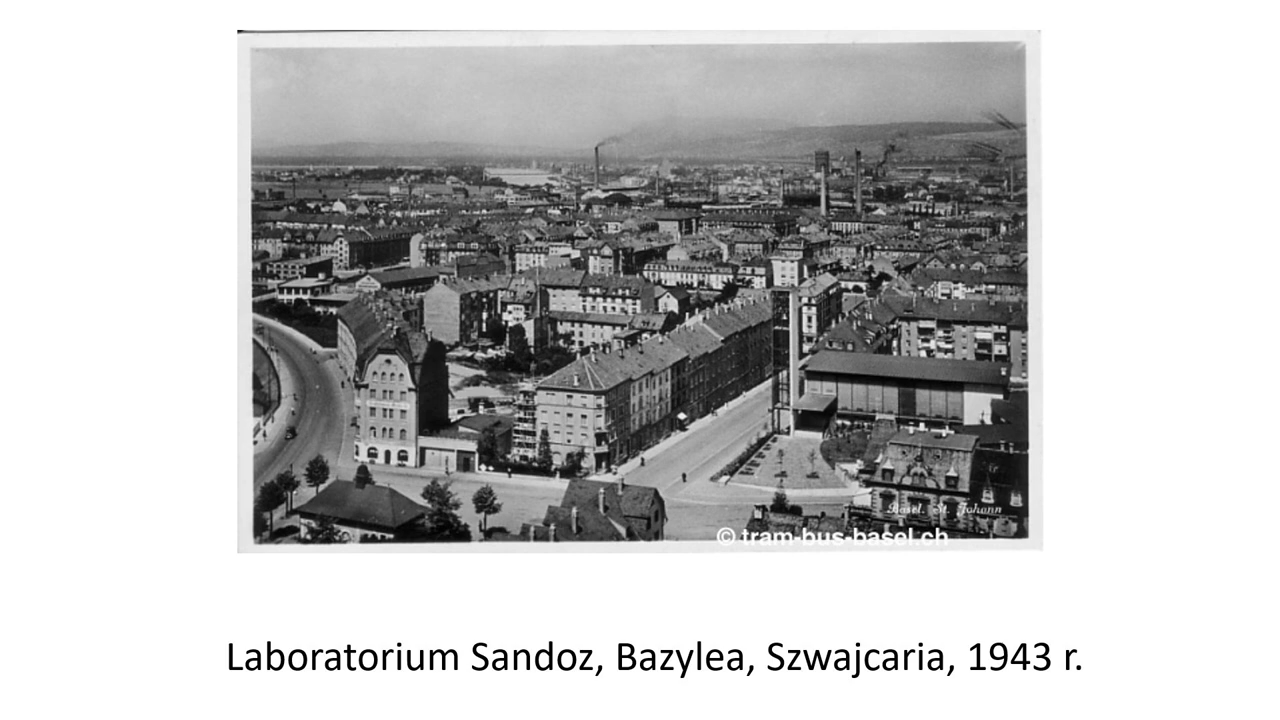 Basel. St. Johann
© tram-bus-basel.ch
Laboratorium Sandoz, Bazylea, Szwajcaria, 1943 r.